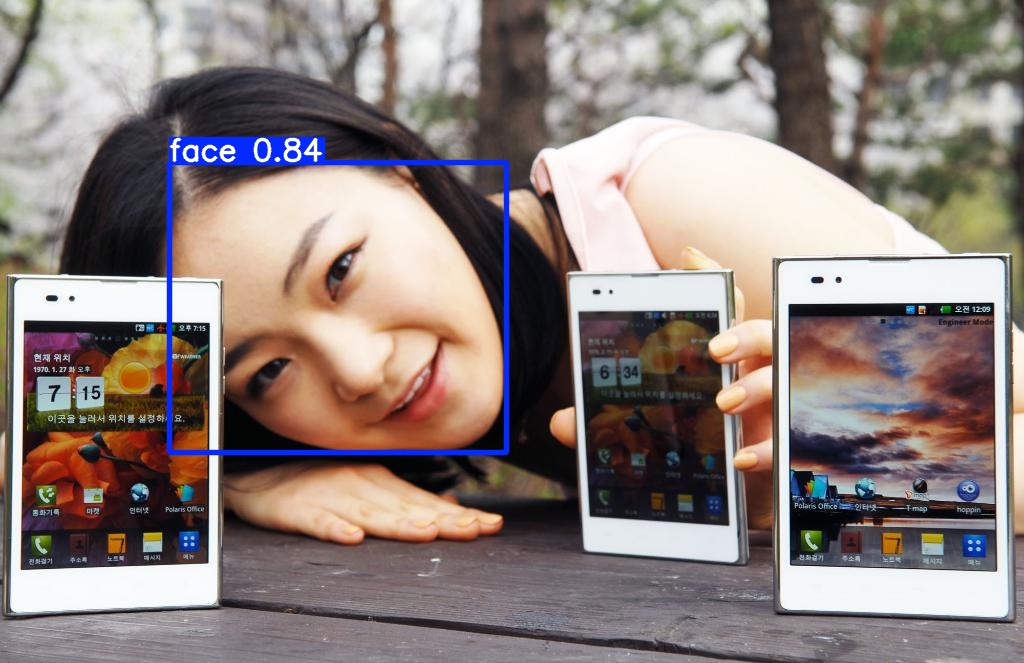 face 0.84
오후 7:15
현재 위치
1970. 1. 27 화 오후
7 15
이곳을 눌러서 위치를 설정하세요.
통화기록 마켓 인터넷 Polaris Office
전화걸기 주소록 노트북 메시지 메뉴
현재 위치
6 34
오전 12:09
Engineer Mode
Polaris Office 인터넷 T map hoppin
전화걸기 주소록 노트북 메시지 메뉴